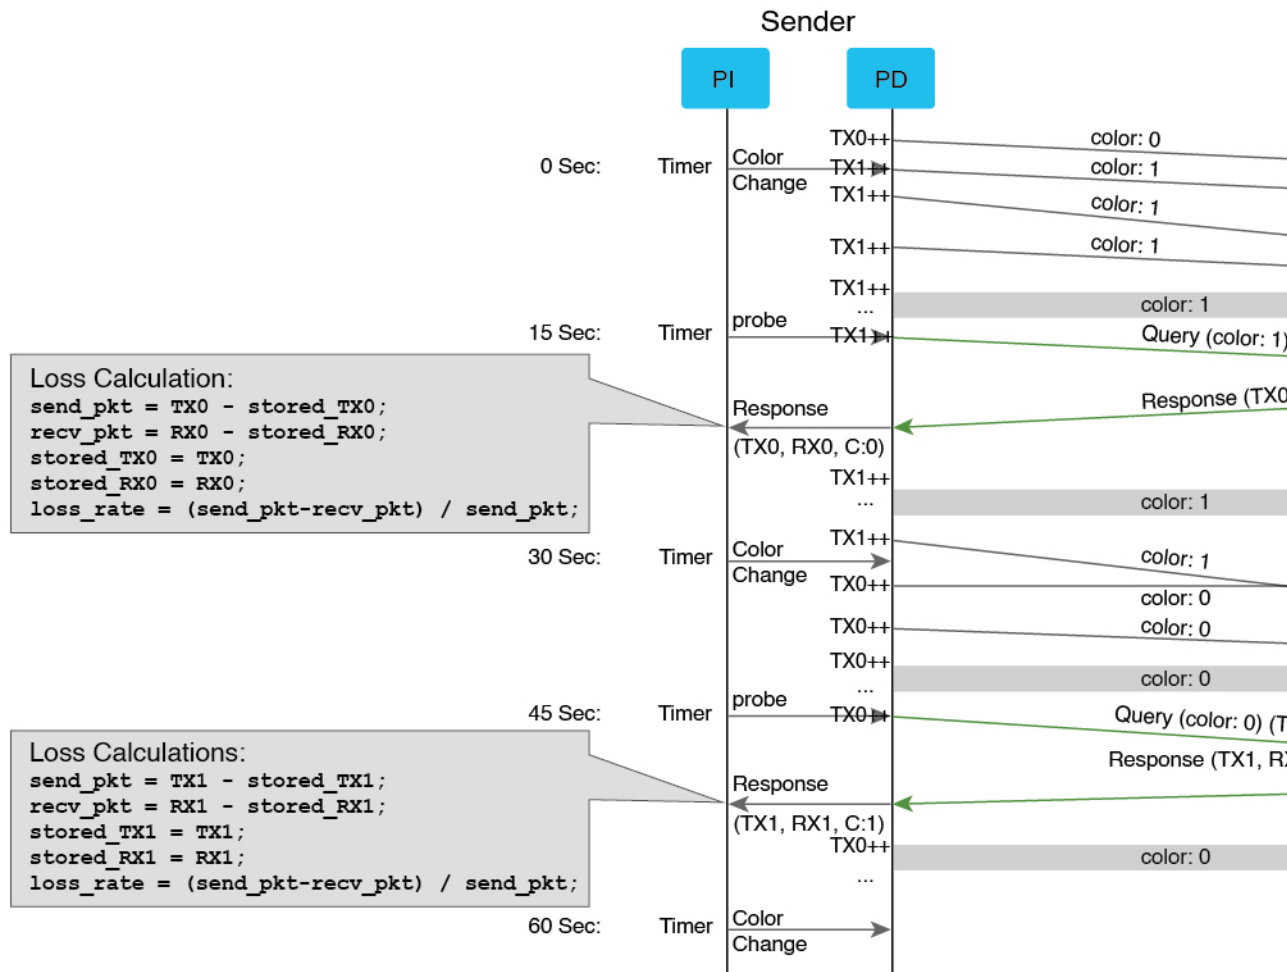 Sender
PI
PD
TX0++
color: 0
0 Sec:
Timer
Color
Change
TX1++
color: 1
TX1++
color: 1
TX1++
color: 1
TX1++
...
color: 1
15 Sec:
Timer
probe
TX1++
Query (color: 1)
Loss Calculation:
send_pkt = TX0 - stored_TX0;
recv_pkt = RX0 - stored_RX0;
stored_TX0 = TX0;
stored_RX0 = RX0;
loss_rate = (send_pkt-recv_pkt) / send_pkt;
Response
(TX0, RX0, C:0)
Response (TX0
TX1++
...
color: 1
TX1++
color: 1
30 Sec:
Timer
Color
Change
TX0++
color: 0
TX0++
color: 0
TX0++
...
color: 0
45 Sec:
Timer
probe
TX0++
Query (color: 0) (T
Loss Calculations:
send_pkt = TX1 - stored_TX1;
recv_pkt = RX1 - stored_RX1;
stored_TX1 = TX1;
stored_RX1 = RX1;
loss_rate = (send_pkt-recv_pkt) / send_pkt;
Response (TX1, RX
Response
(TX1, RX1, C:1)
TX0++
...
color: 0
60 Sec:
Timer
Color
Change